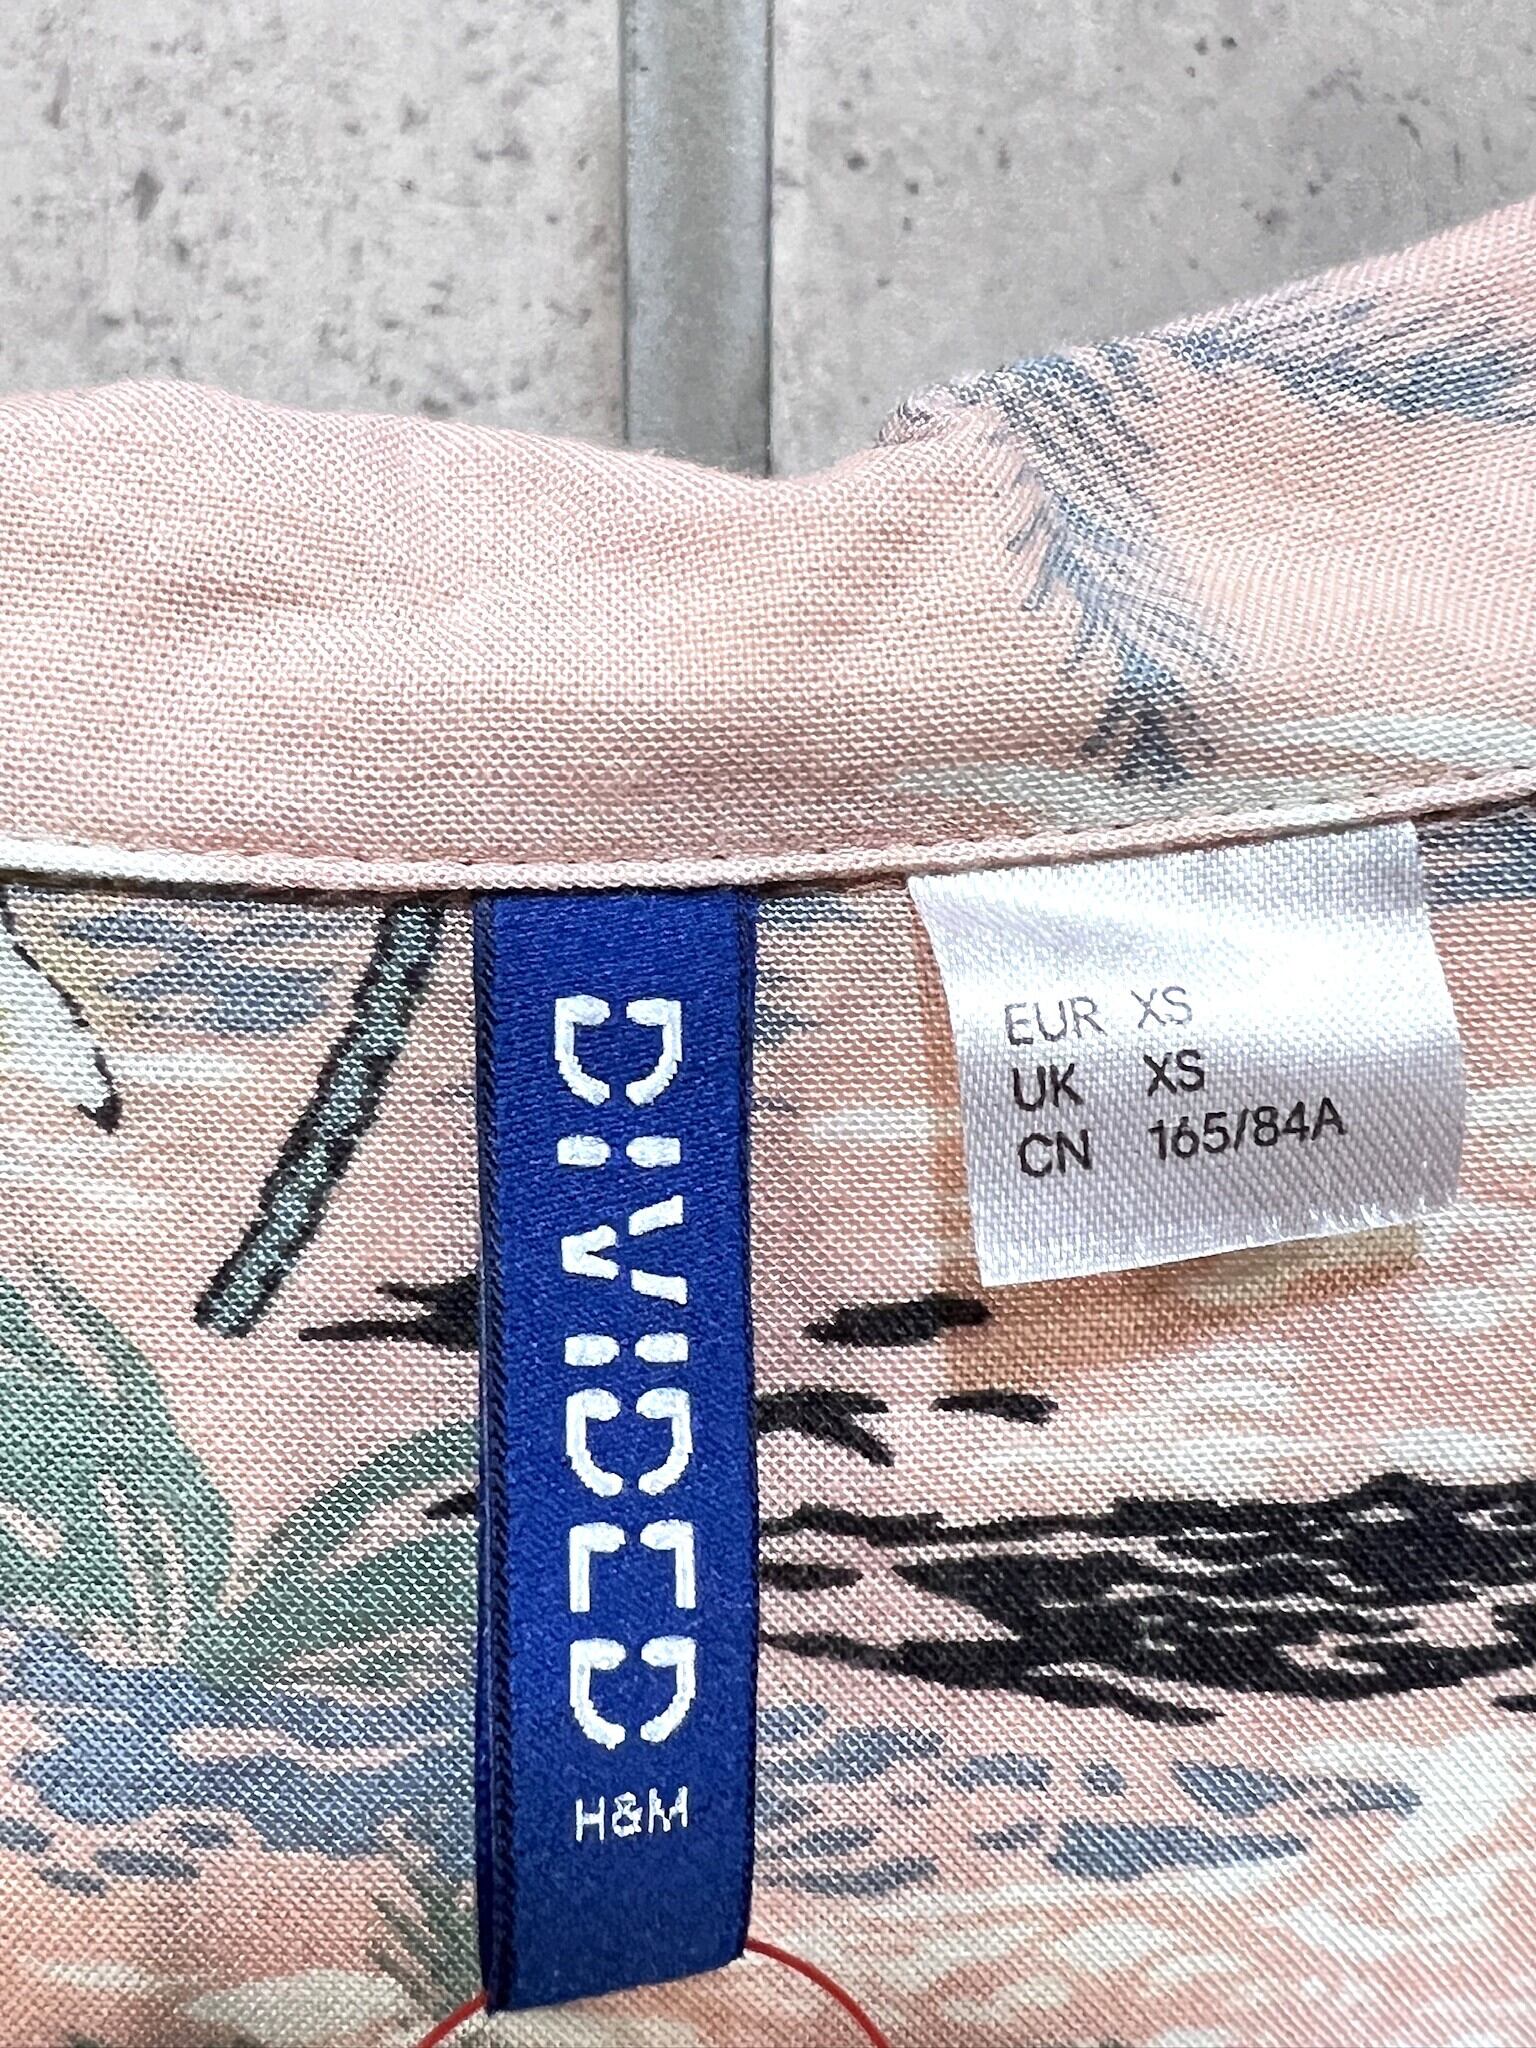 DIVIDED
H&M
EUR XS
UK XS
CN 165/84A